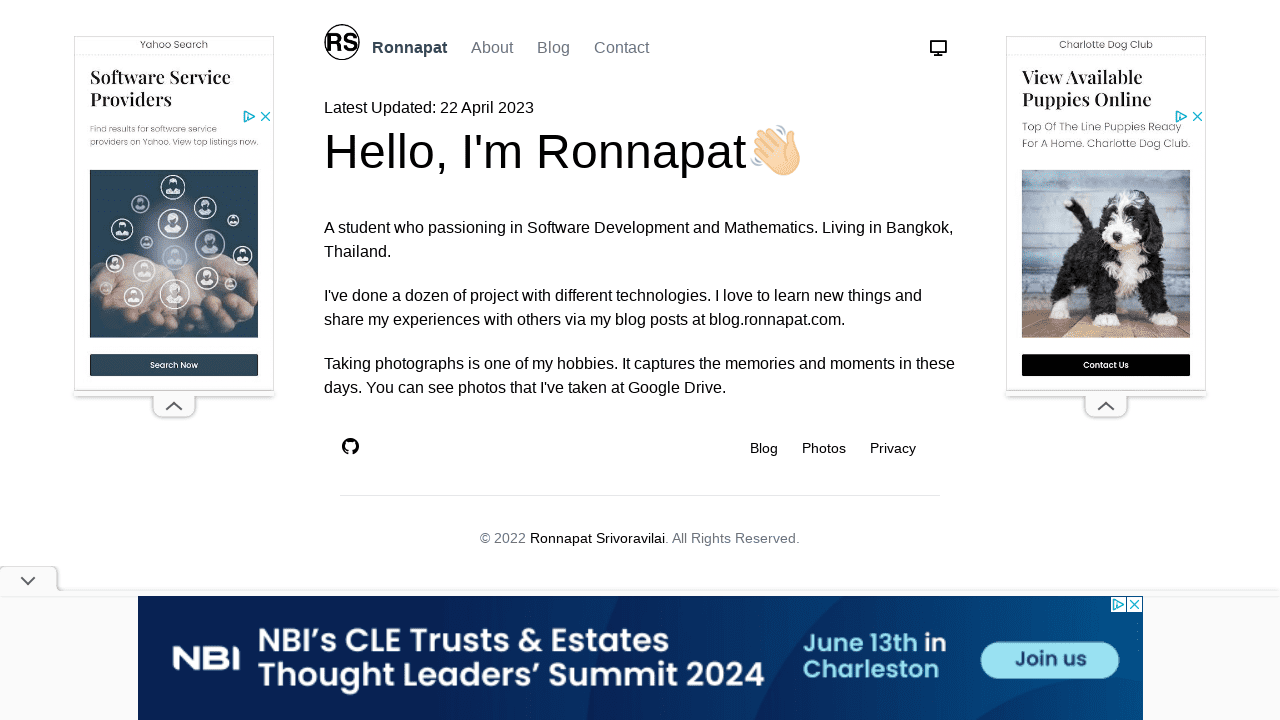 RS
Ronnapat
About
Blog
Contact
Yahoo Search
Software Service
Providers
Find results for software service
providers on Yahoo. View top listings now.
Search Now
Latest Updated: 22 April 2023
Hello, I'm Ronnapat
A student who passioning in Software Development and Mathematics. Living in Bangkok,
Thailand.
I've done a dozen of project with different technologies. I love to learn new things and
share my experiences with others via my blog posts at blog.ronnapat.com.
Taking photographs is one of my hobbies. It captures the memories and moments in these
days. You can see photos that I've taken at Google Drive.
Charlotte Dog Club
View Available
Puppies Online
Top Of The Line Puppies Ready
For A Home. Charlotte Dog Club.
Contact Us
Blog
Photos
Privacy
© 2022 Ronnapat Srivoravilai. All Rights Reserved.
NBI
NBI's CLE Trusts & Estates
Thought Leaders' Summit 2024
June 13th in
Charleston
Join us